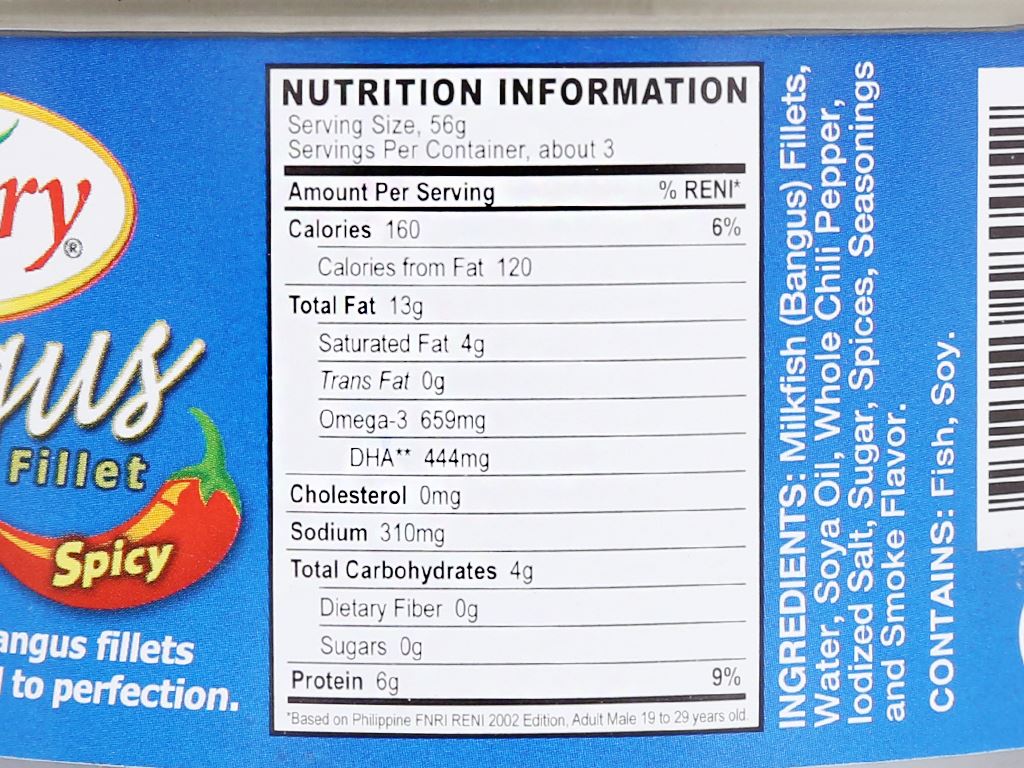 ry®
gus
Fillet
Spicy
angus fillets
to perfection.
NUTRITION INFORMATION
Serving Size, 56g
Servings Per Container, about 3
Amount Per Serving % RENI*
Calories 160 6%
Calories from Fat 120
Total Fat 13g
Saturated Fat 4g
Trans Fat 0g
Omega-3 659mg
DHA** 444mg
Cholesterol 0mg
Sodium 310mg
Total Carbohydrates 4g
Dietary Fiber 0g
Sugars 0g
Protein 6g 9%
*Based on Philippine FNRI RENI 2002 Edition, Adult Male 19 to 29 years old.
INGREDIENTS: Milkfish (Bangus) Fillets,
Water, Soya Oil, Whole Chili Pepper,
Iodized Salt, Sugar, Spices, Seasonings
and Smoke Flavor.
CONTAINS: Fish, Soy.